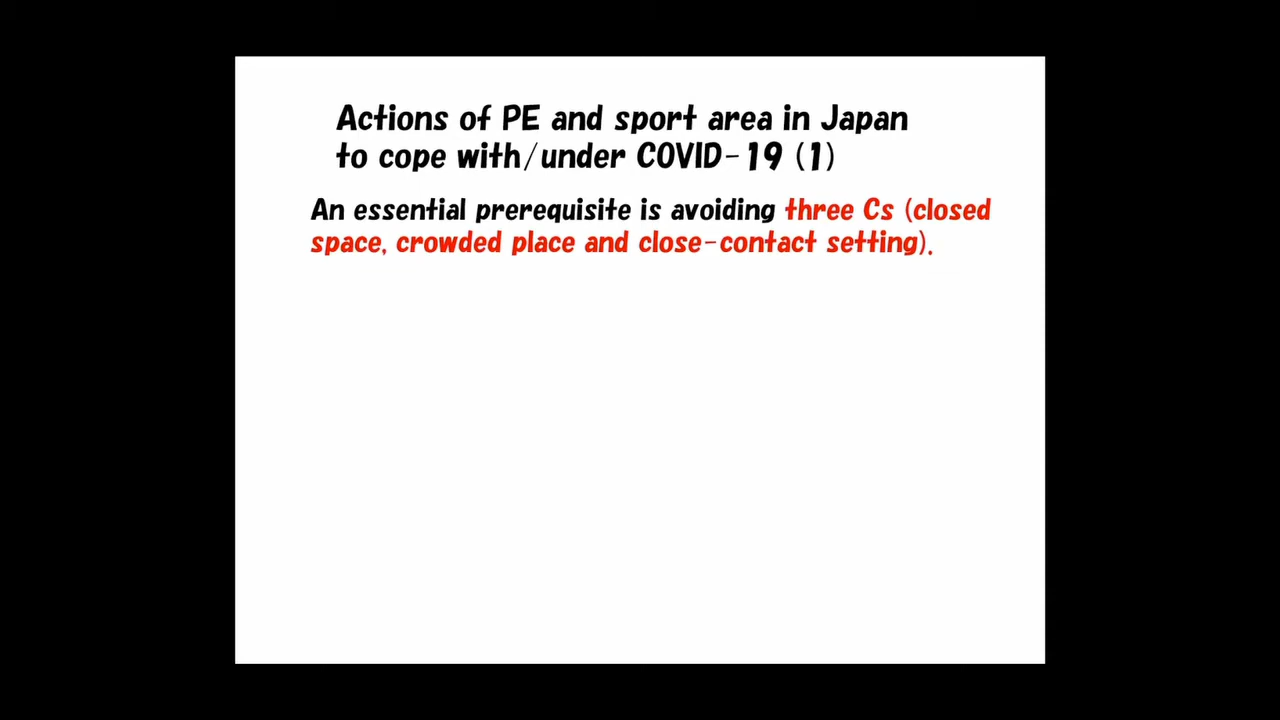 Actions of PE and sport area in Japan
to cope with/under COVID-19 (1)
An essential prerequisite is avoiding three Cs (closed
space, crowded place and close-contact setting).